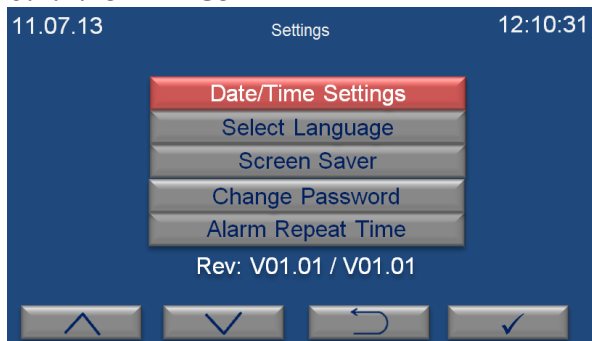 11.07.13 Settings 12:10:31
Date/Time Settings
Select Language
Screen Saver
Change Password
Alarm Repeat Time
Rev: V01.01 / V01.01